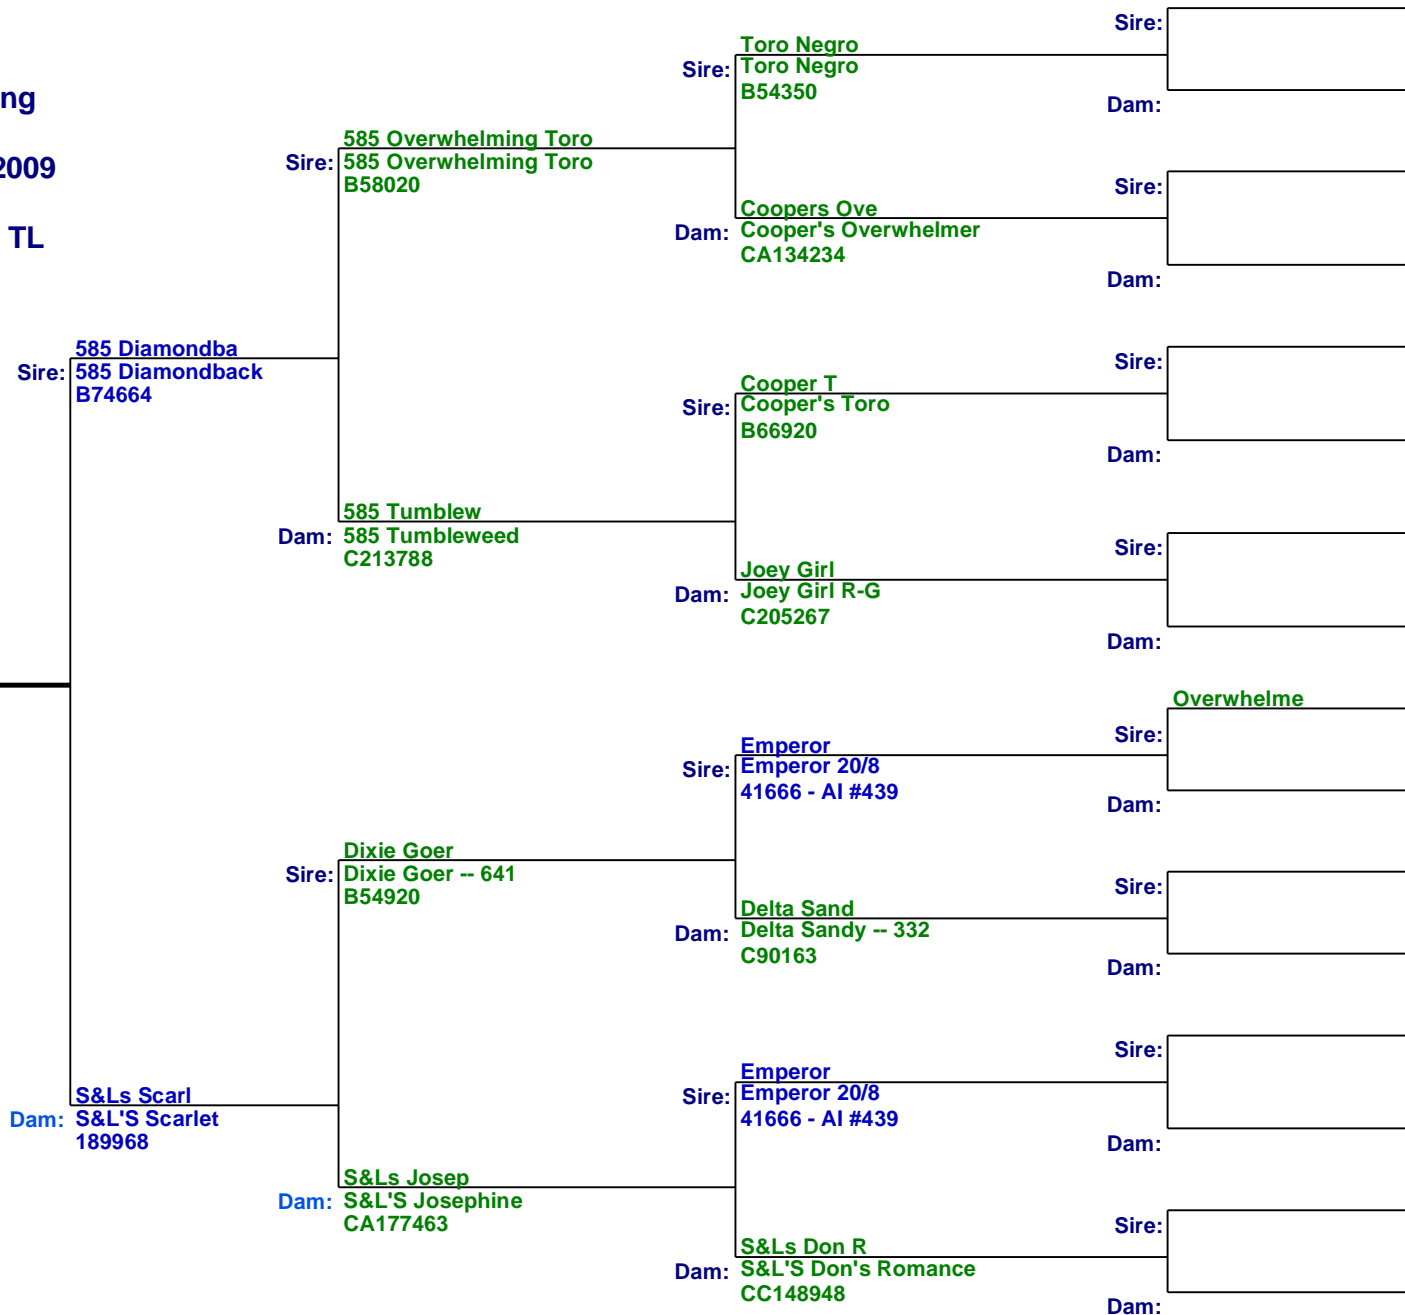 ng
2009
TL
Sire:
585 Diamondba
585 Diamondback
B74664
Dam:
S&Ls Scarl
S&L'S Scarlet
189968
Sire:
585 Overwhelming Toro
585 Overwhelming Toro
B58020
Dam:
585 Tumblew
585 Tumbleweed
C213788
Sire:
Dixie Goer
Dixie Goer -- 641
B54920
Dam:
S&Ls Josep
S&L'S Josephine
CA177463
Sire:
Toro Negro
Toro Negro
B54350
Dam:
Coopers Ove
Cooper's Overwhelmer
CA134234
Sire:
Cooper T
Cooper's Toro
B66920
Dam:
Joey Girl
Joey Girl R-G
C205267
Sire:
Emperor
Emperor 20/8
41666 - AI #439
Dam:
Delta Sand
Delta Sandy -- 332
C90163
Sire:
Emperor
Emperor 20/8
41666 - AI #439
Dam:
S&Ls Don R
S&L'S Don's Romance
CC148948
Sire:
Dam:
Sire:
Dam:
Sire:
Dam:
Sire:
Dam:
Overwhelme
Sire:
Dam:
Sire:
Dam:
Sire:
Dam:
Sire:
Dam: